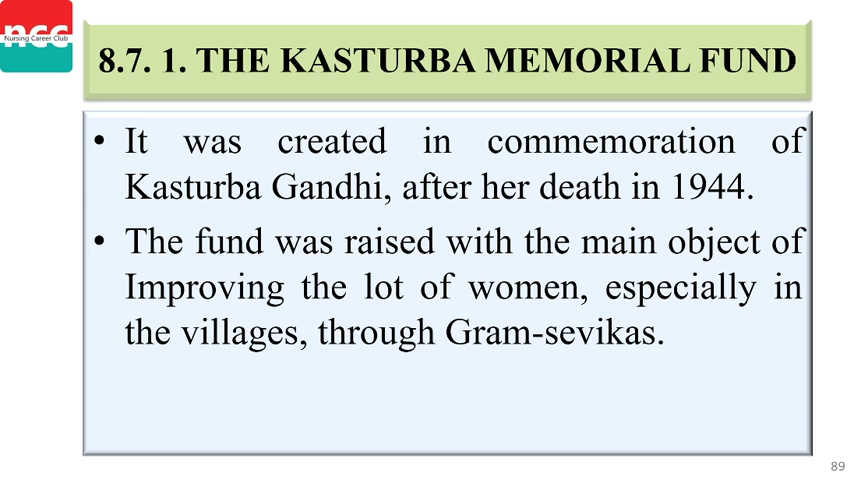 ncc
Nursing Career Club
8.7. 1. THE KASTURBA MEMORIAL FUND
• It was created in commemoration of
Kasturba Gandhi, after her death in 1944.
• The fund was raised with the main object of
Improving the lot of women, especially in
the villages, through Gram-sevikas.
89